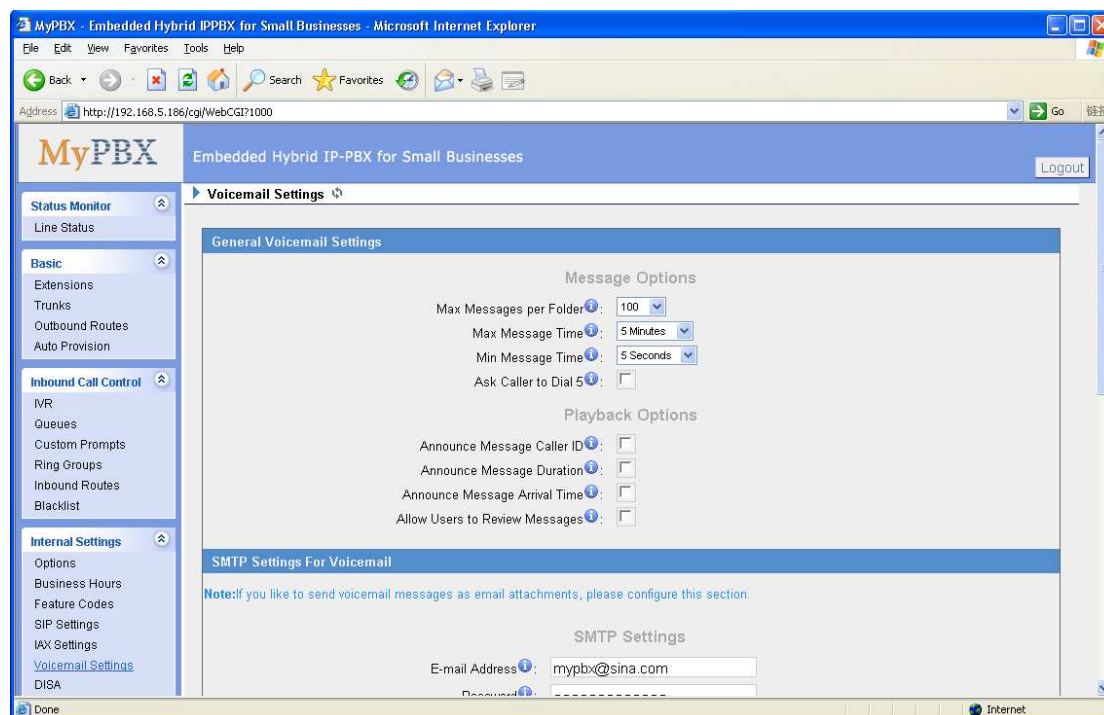 MyPBX - Embedded Hybrid IPPBX for Small Businesses - Microsoft Internet Explorer
File Edit View Favorites Tools Help
Back Search Favorites
Address http://192.168.5.186/cgi/WebCGI?1000 Go 链接
MyPBX
Embedded Hybrid IP-PBX for Small Businesses
Logout
Status Monitor
Line Status
Basic
Extensions
Trunks
Outbound Routes
Auto Provision
Inbound Call Control
IVR
Queues
Custom Prompts
Ring Groups
Inbound Routes
Blacklist
Internal Settings
Options
Business Hours
Feature Codes
SIP Settings
IAX Settings
Voicemail Settings
DISA
Voicemail Settings
General Voicemail Settings
Message Options
Max Messages per Folder : 100
Max Message Time : 5 Minutes
Min Message Time : 5 Seconds
Ask Caller to Dial 5 :
Playback Options
Announce Message Caller ID :
Announce Message Duration :
Announce Message Arrival Time :
Allow Users to Review Messages :
SMTP Settings For Voicemail
Note:If you like to send voicemail messages as email attachments, please configure this section.
SMTP Settings
E-mail Address : mypbx@sina.com
Password :
Done Internet